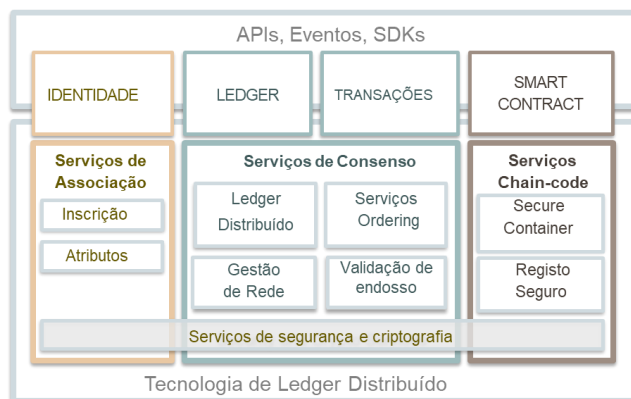 APIs, Eventos, SDKs
IDENTIDADE
LEDGER
TRANSAÇÕES
SMART
CONTRACT
Serviços de
Associação
Inscrição
Atributos
Serviços de Consenso
Ledger
Distribuído
Serviços
Ordering
Gestão
de Rede
Validação de
endosso
Serviços
Chain-code
Secure
Container
Registo
Seguro
Serviços de segurança e criptografia
Tecnologia de Ledger Distribuído